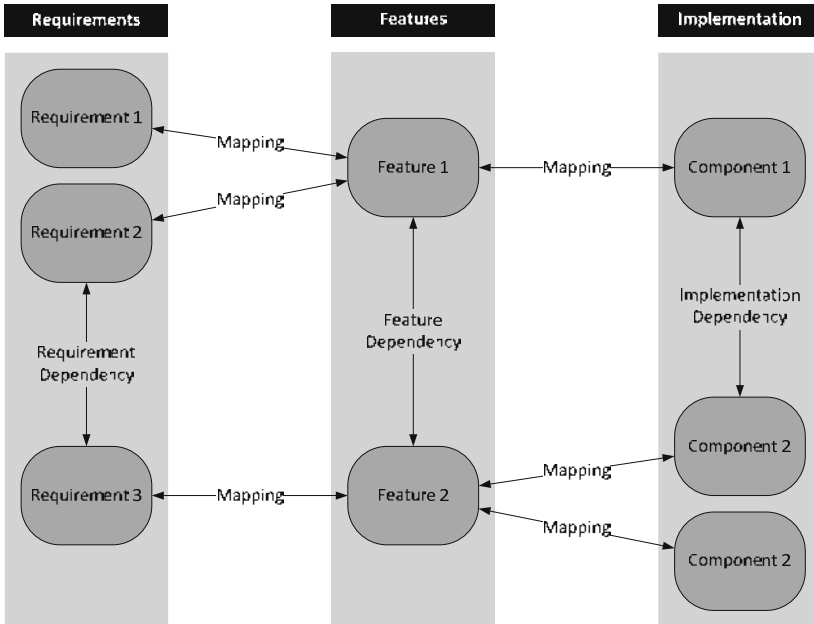 Requirements
Features
Implementation
Requirement 1
Mapping
Feature 1
Mapping
Component 1
Mapping
Requirement 2
Requirement
Dependency
Feature
Dependency
Implementation
Dependency
Requirement 3
Mapping
Feature 2
Mapping
Component 2
Mapping
Component 2